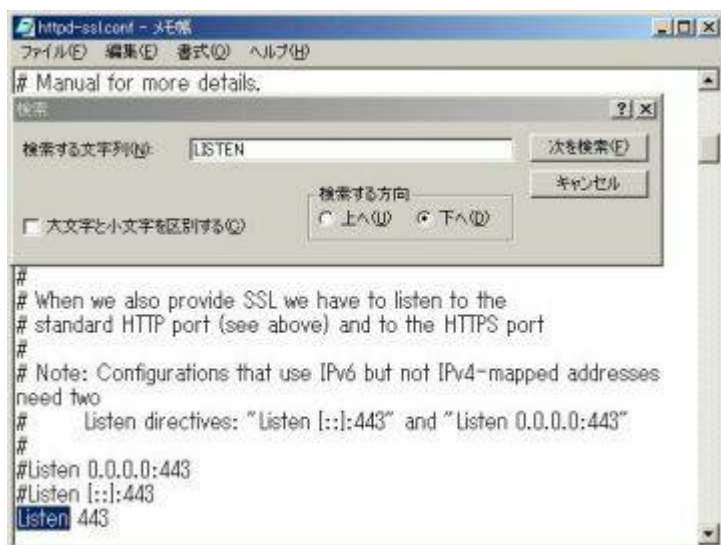 httpd-ssl.conf - メモ帳
ファイル(F) 編集(E) 書式(O) ヘルプ(H)
# Manual for more details.
検索
検索する文字列(N):
LISTEN
次を検索(F)
キャンセル
検索する方向
上へ(U) 下へ(D)
大文字と小文字を区別する(C)
#
# When we also provide SSL we have to listen to the
# standard HTTP port (see above) and to the HTTPS port
#
# Note: Configurations that use IPv6 but not IPv4-mapped addresses
need two
# Listen directives: "Listen [::]:443" and "Listen 0.0.0.0:443"
#
#Listen 0.0.0.0:443
#Listen [::]:443
Listen 443